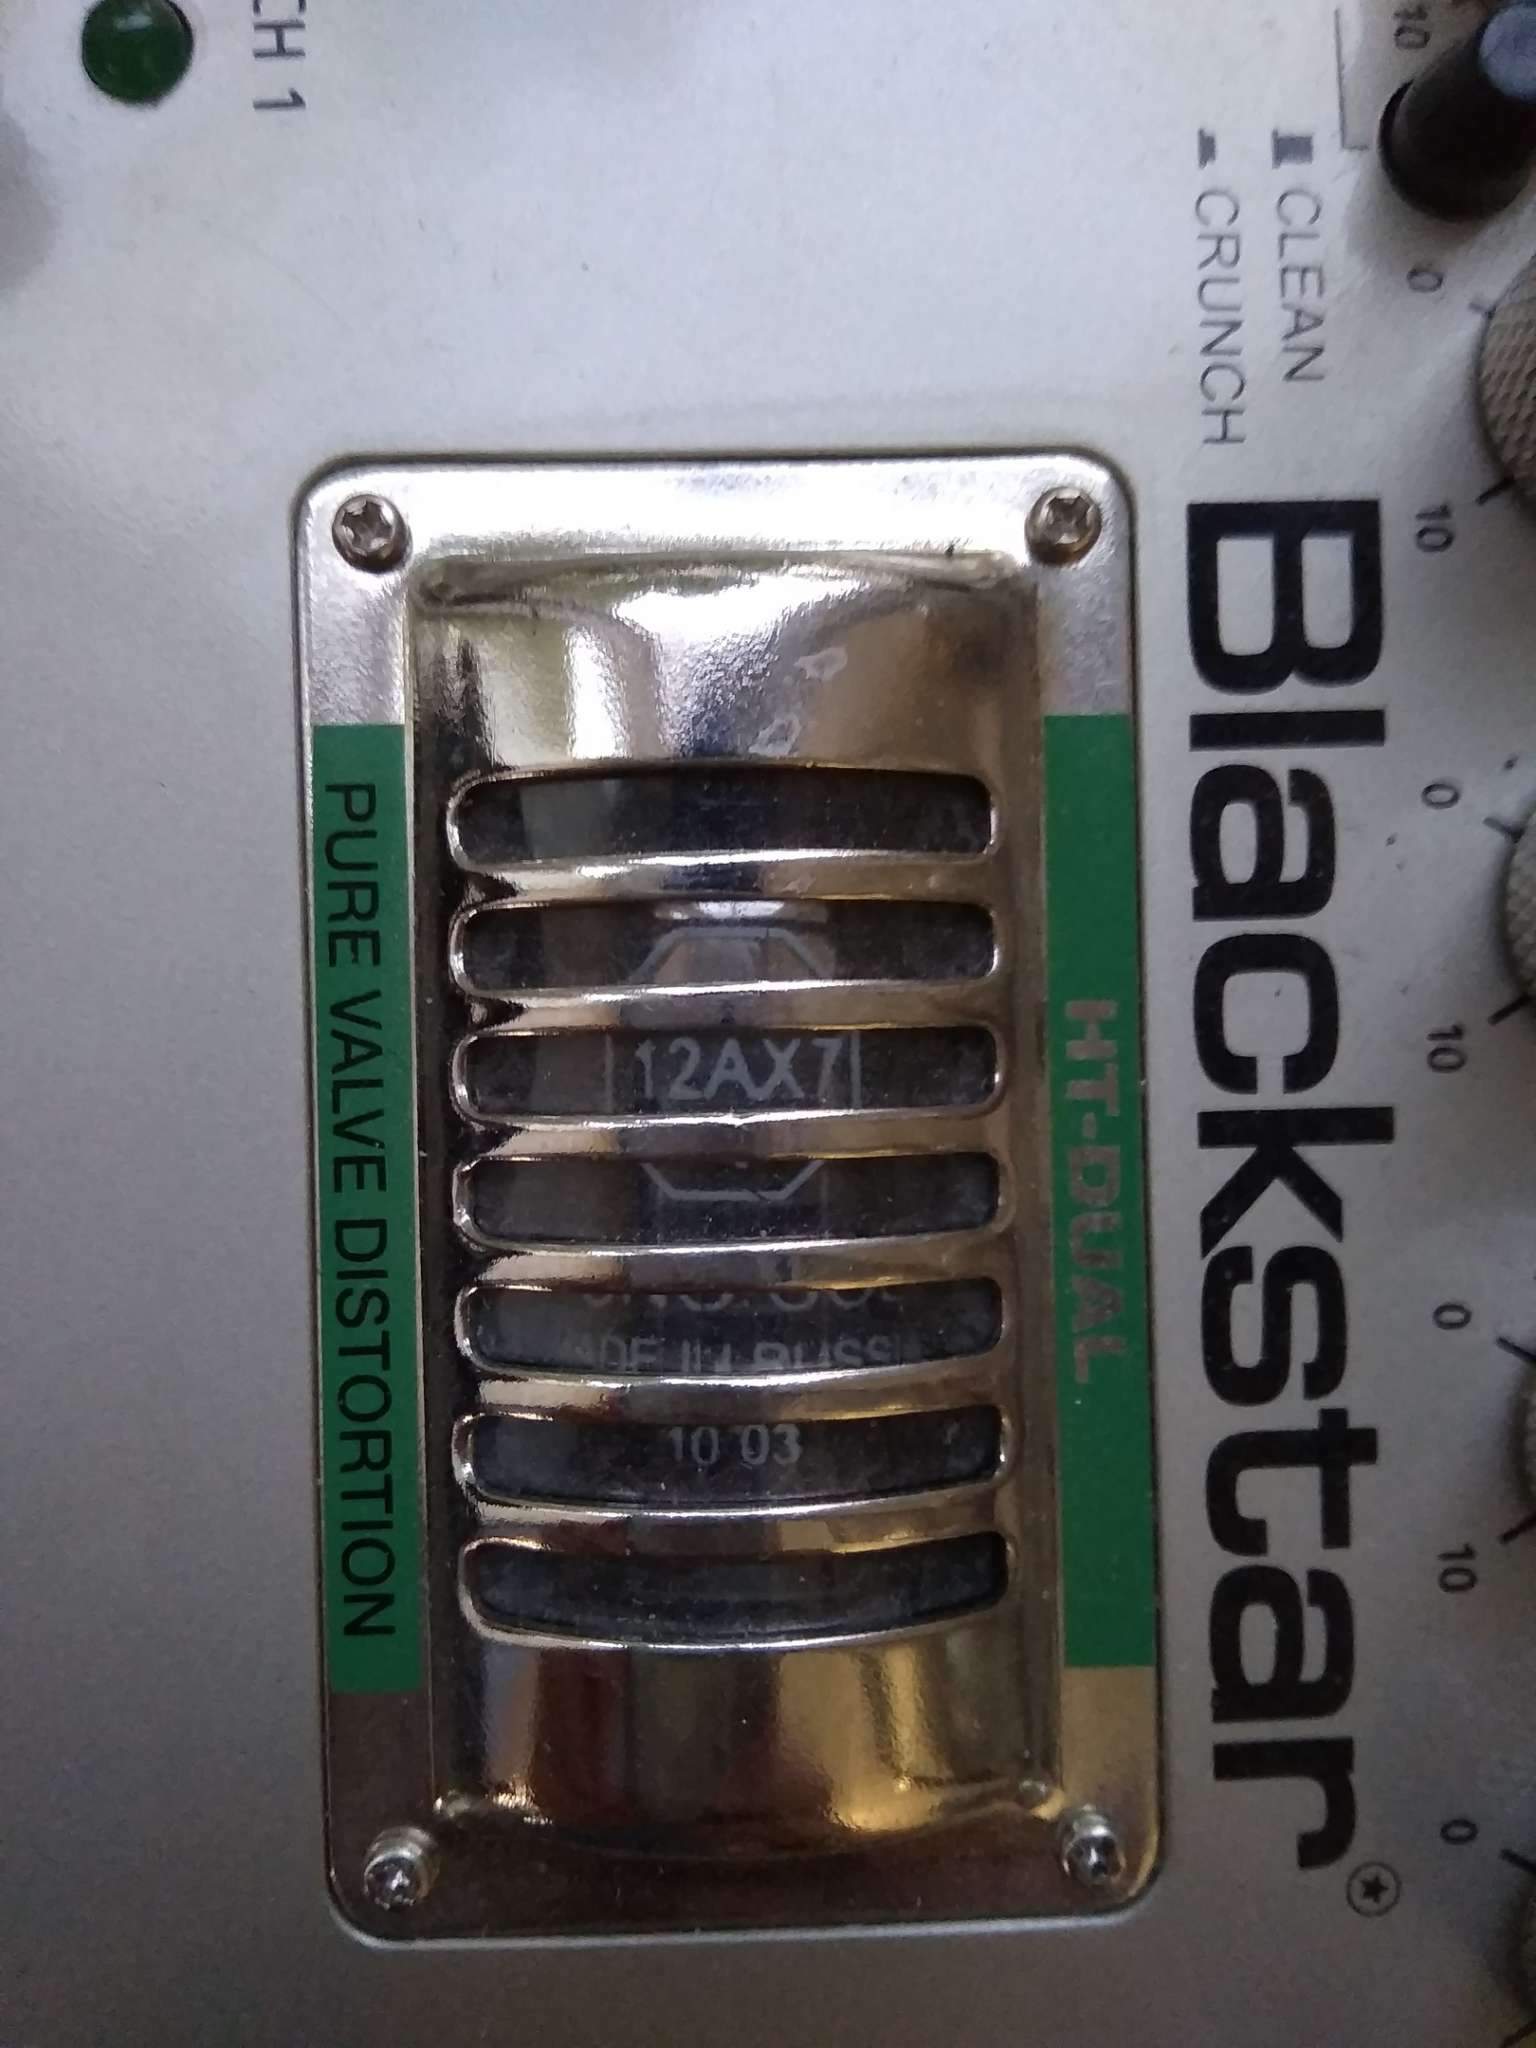 CH 1
10
CLEAN
CRUNCH
0
10
0
10
0
10
0
Blackstar
HT-DUAL
12AX7
10 03
PURE VALVE DISTORTION